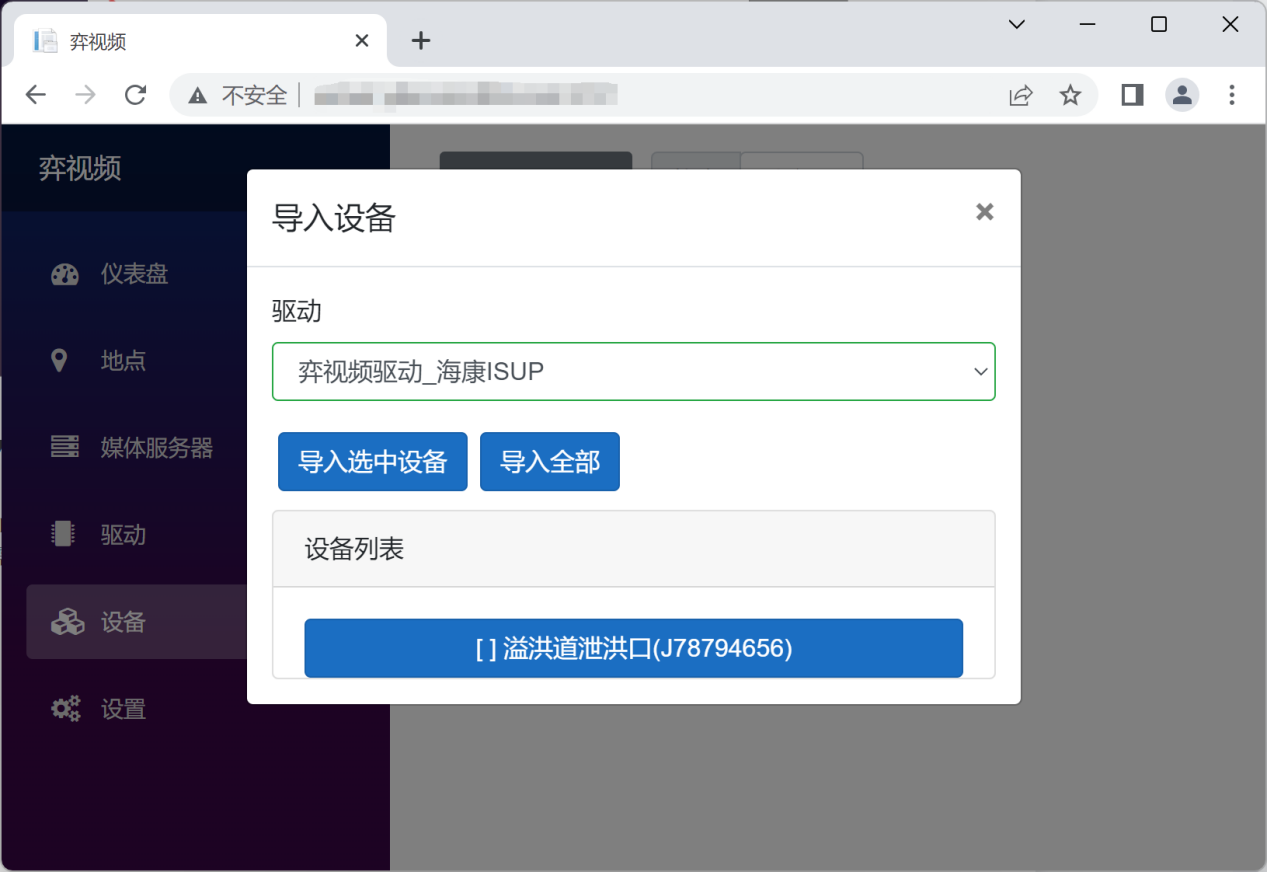 弈视频
不安全
弈视频
仪表盘
地点
媒体服务器
驱动
设备
设置
导入设备
驱动
弈视频驱动_海康ISUP
导入选中设备 导入全部
设备列表
[ ] 溢洪道泄洪口(J78794656)